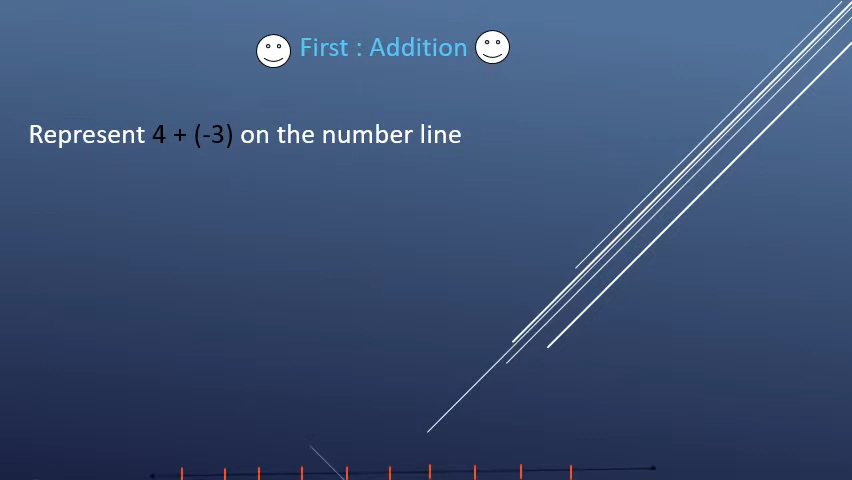 First : Addition
Represent 4 + (-3) on the number line